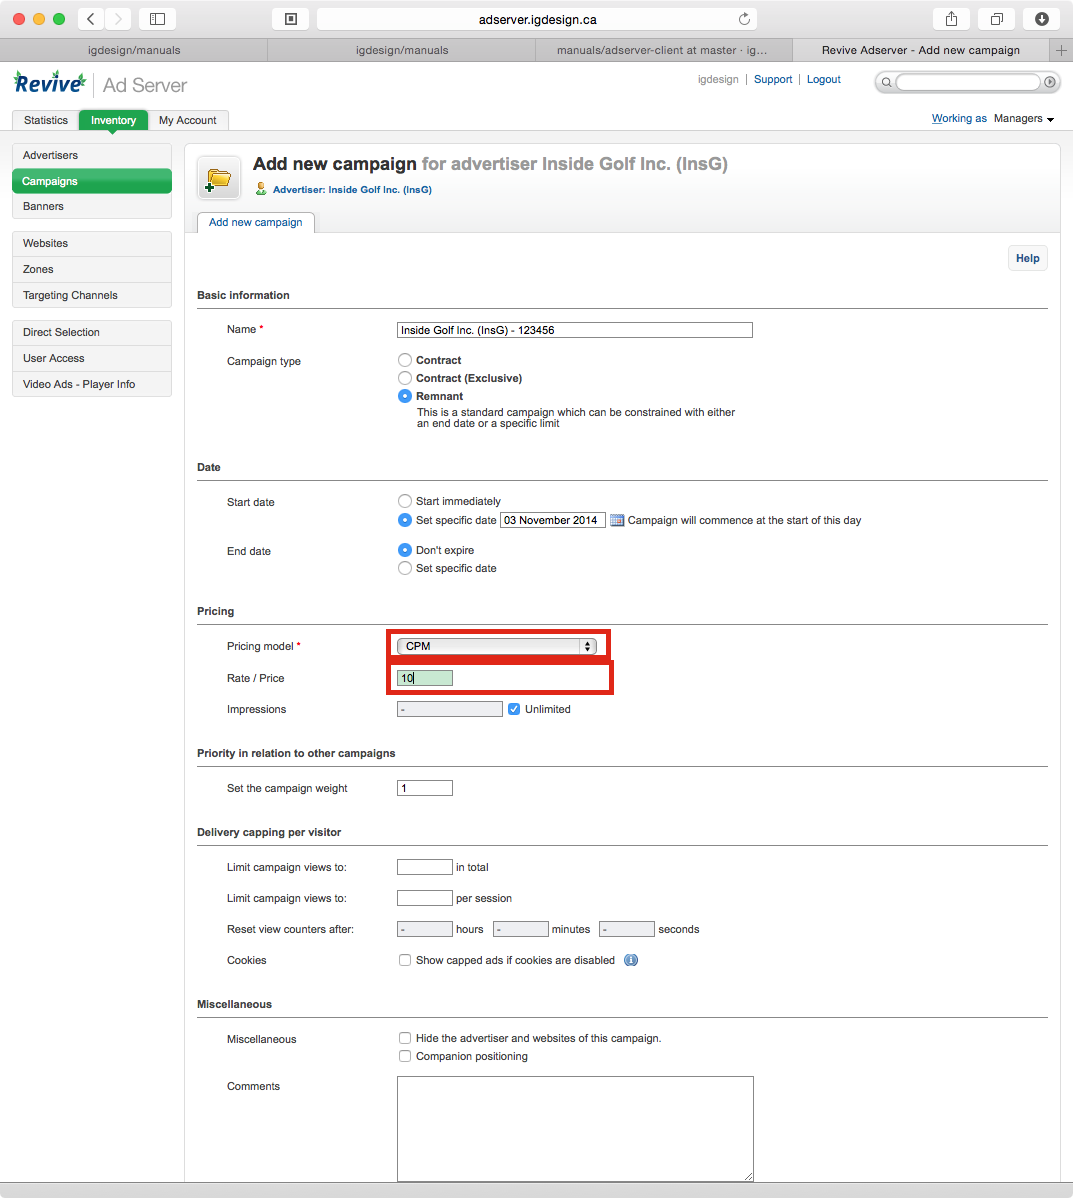 adserver.igdesign.ca
igdesign/manuals
igdesign/manuals
manuals/adserver-client at master · ig...
Revive Adserver - Add new campaign
Revive Ad Server
igdesign | Support | Logout
Statistics
Inventory
My Account
Working as Managers
Advertisers
Campaigns
Banners
Websites
Zones
Targeting Channels
Direct Selection
User Access
Video Ads - Player Info
Add new campaign for advertiser Inside Golf Inc. (InsG)
Advertiser: Inside Golf Inc. (InsG)
Add new campaign
Help
Basic information
Name * Inside Golf Inc. (InsG) - 123456
Campaign type Contract
Contract (Exclusive)
Remnant
This is a standard campaign which can be constrained with either
an end date or a specific limit
Date
Start date Start immediately
Set specific date 03 November 2014 Campaign will commence at the start of this day
End date Don't expire
Set specific date
Pricing
Pricing model * CPM
Rate / Price 10
Impressions - Unlimited
Priority in relation to other campaigns
Set the campaign weight 1
Delivery capping per visitor
Limit campaign views to: in total
Limit campaign views to: per session
Reset view counters after: - hours - minutes - seconds
Cookies Show capped ads if cookies are disabled
Miscellaneous
Miscellaneous Hide the advertiser and websites of this campaign.
Companion positioning
Comments